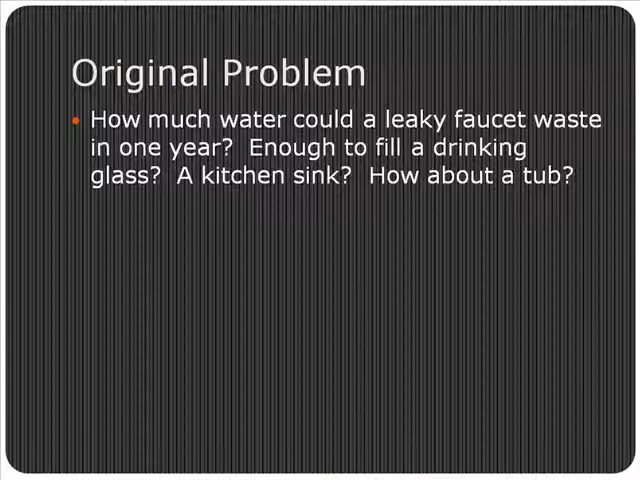 Original Problem
• How much water could a leaky faucet waste
in one year?  Enough to fill a drinking
glass?  A kitchen sink?  How about a tub?